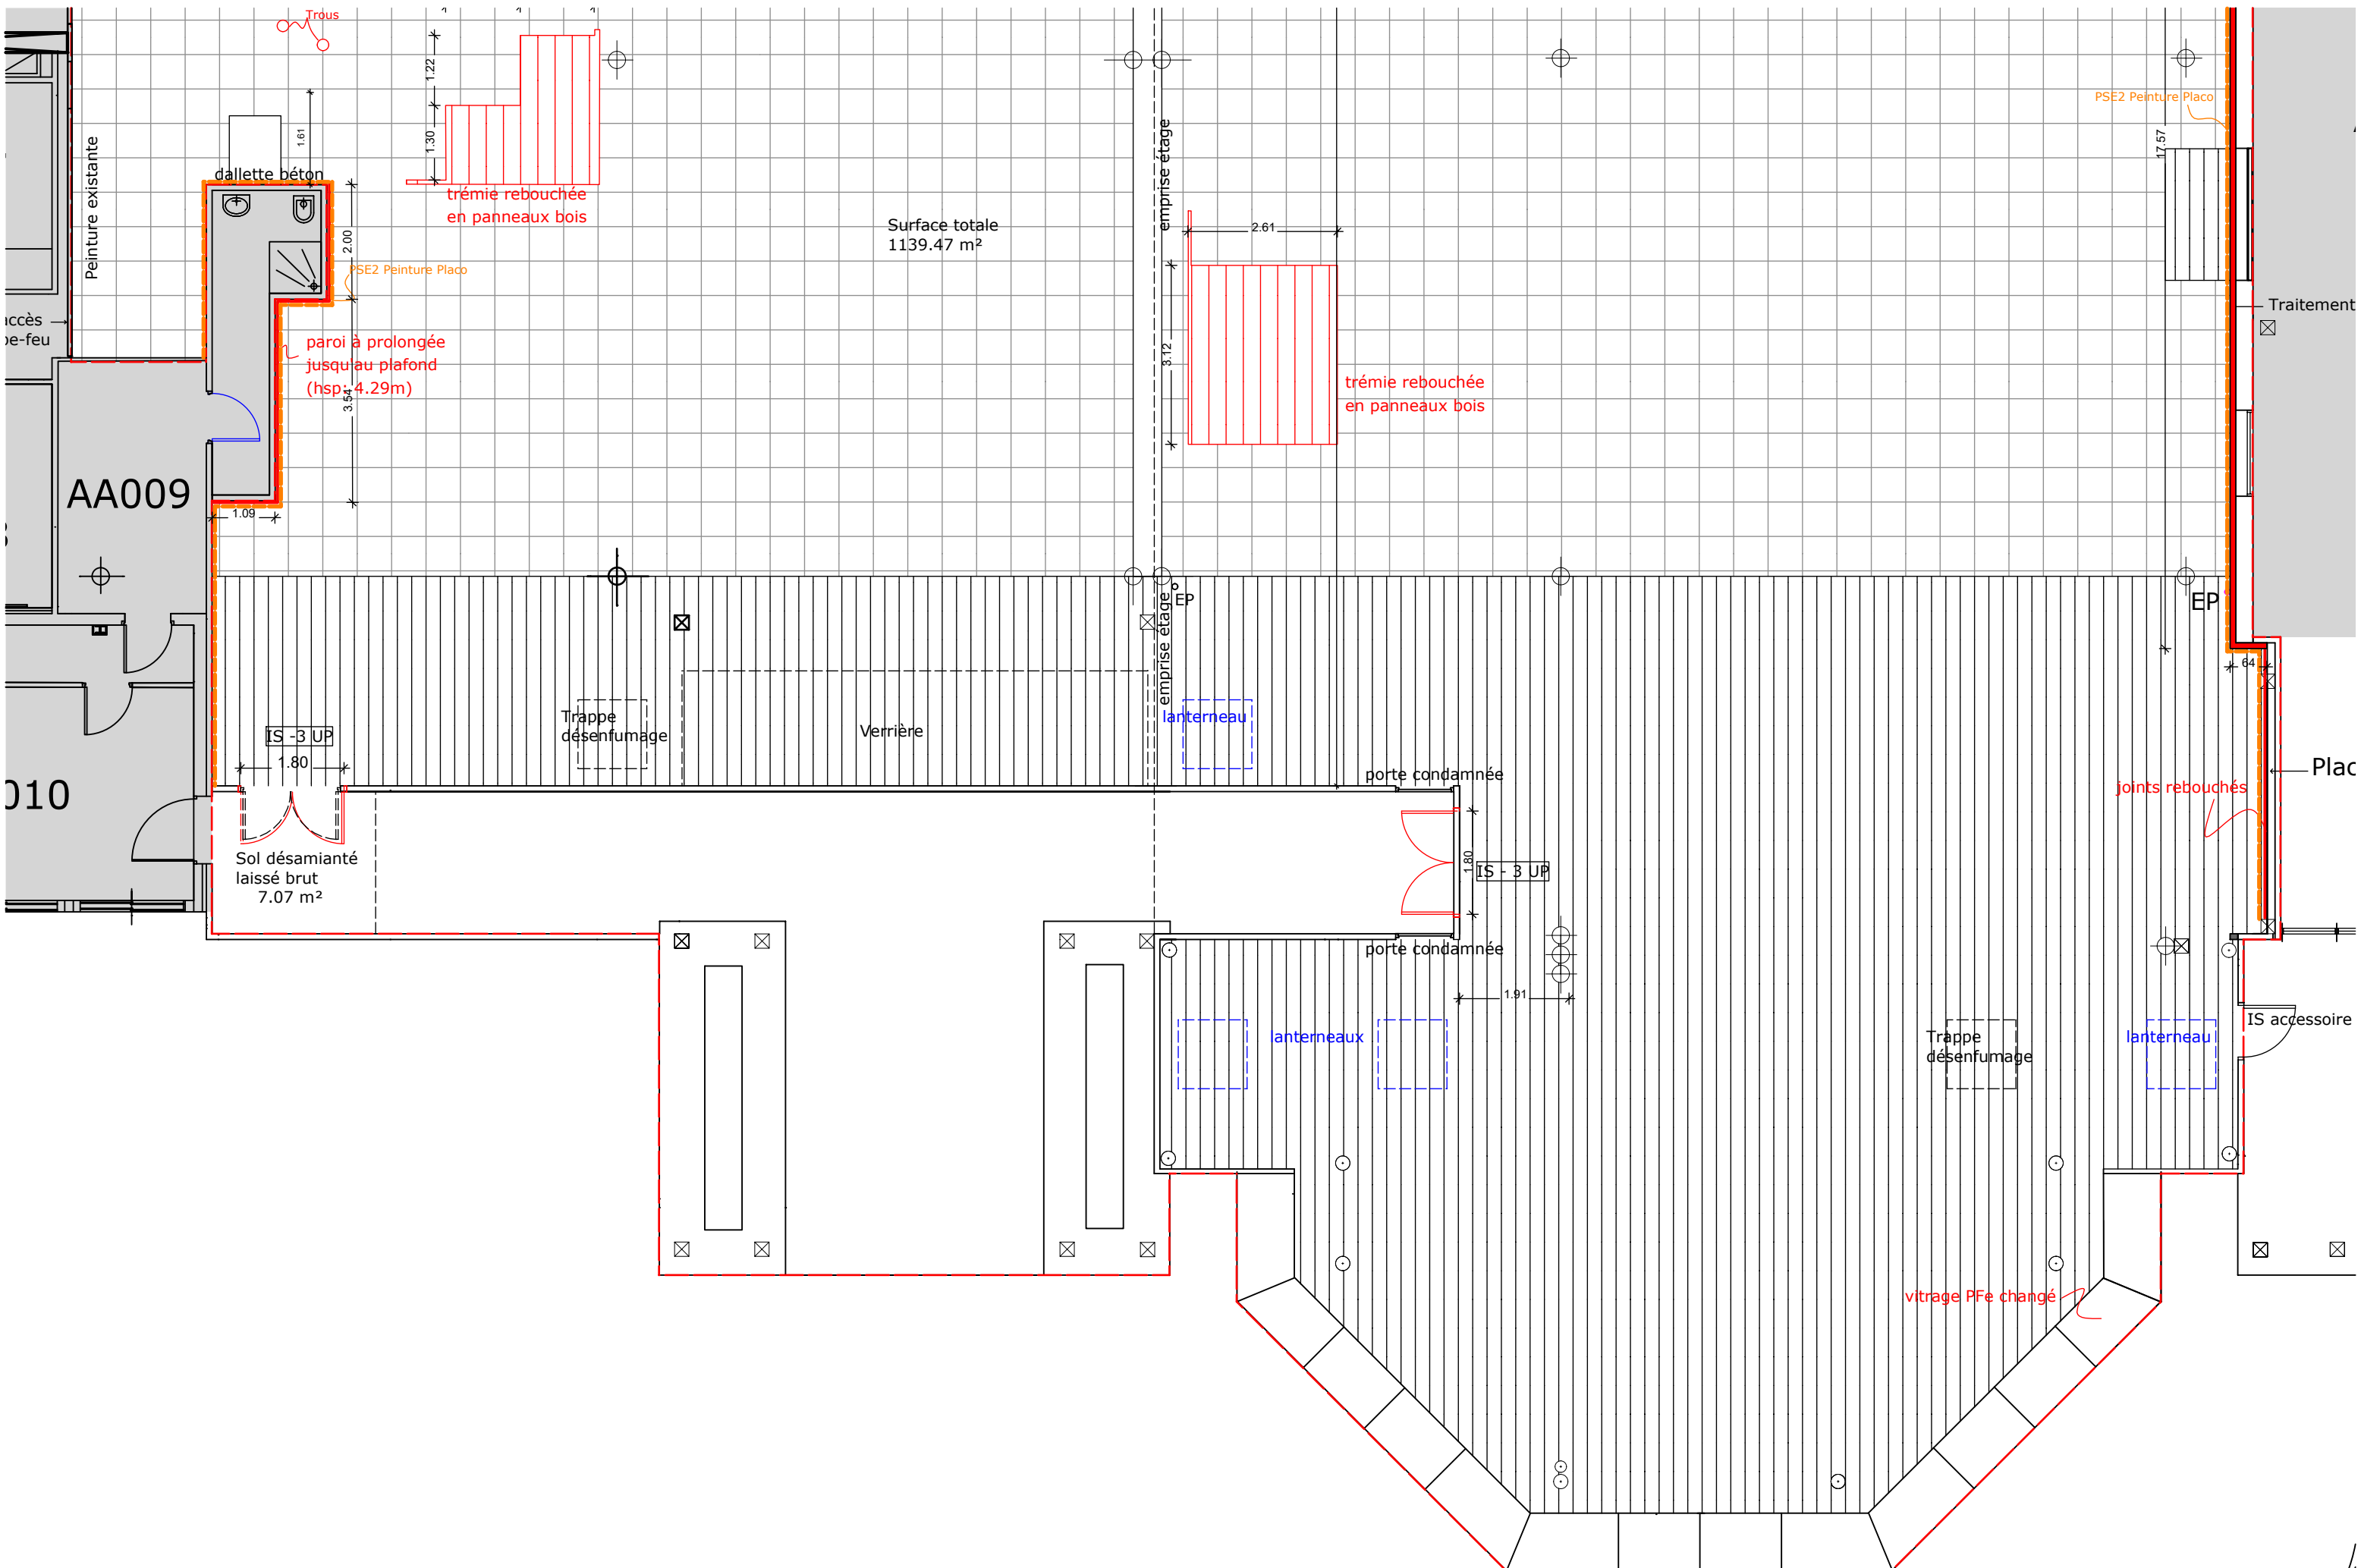 Trous
1.22
1.30
1.61
Peinture existante
dallette béton
trémie rebouchée
en panneaux bois
2.00
PSE2 Peinture Placo
accès
pe-feu
paroi à prolongée
jusqu'au plafond
(hsp: 4.29m)
3.54
AA009
1.09
Surface totale
1139.47 m²
emprise étage
2.61
3.12
trémie rebouchée
en panneaux bois
PSE2 Peinture Placo
17.57
Traitement
EP
emprise étage
EP
64
Trappe
désenfumage
Verrière
lanterneau
IS -3 UP
1.80
010
Sol désamianté
laissé brut
7.07 m²
porte condamnée
1.80
IS - 3 UP
porte condamnée
1.91
Plac
joints rebouchés
lanterneaux
Trappe
désenfumage
lanterneau
IS accessoire
vitrage PFe changé